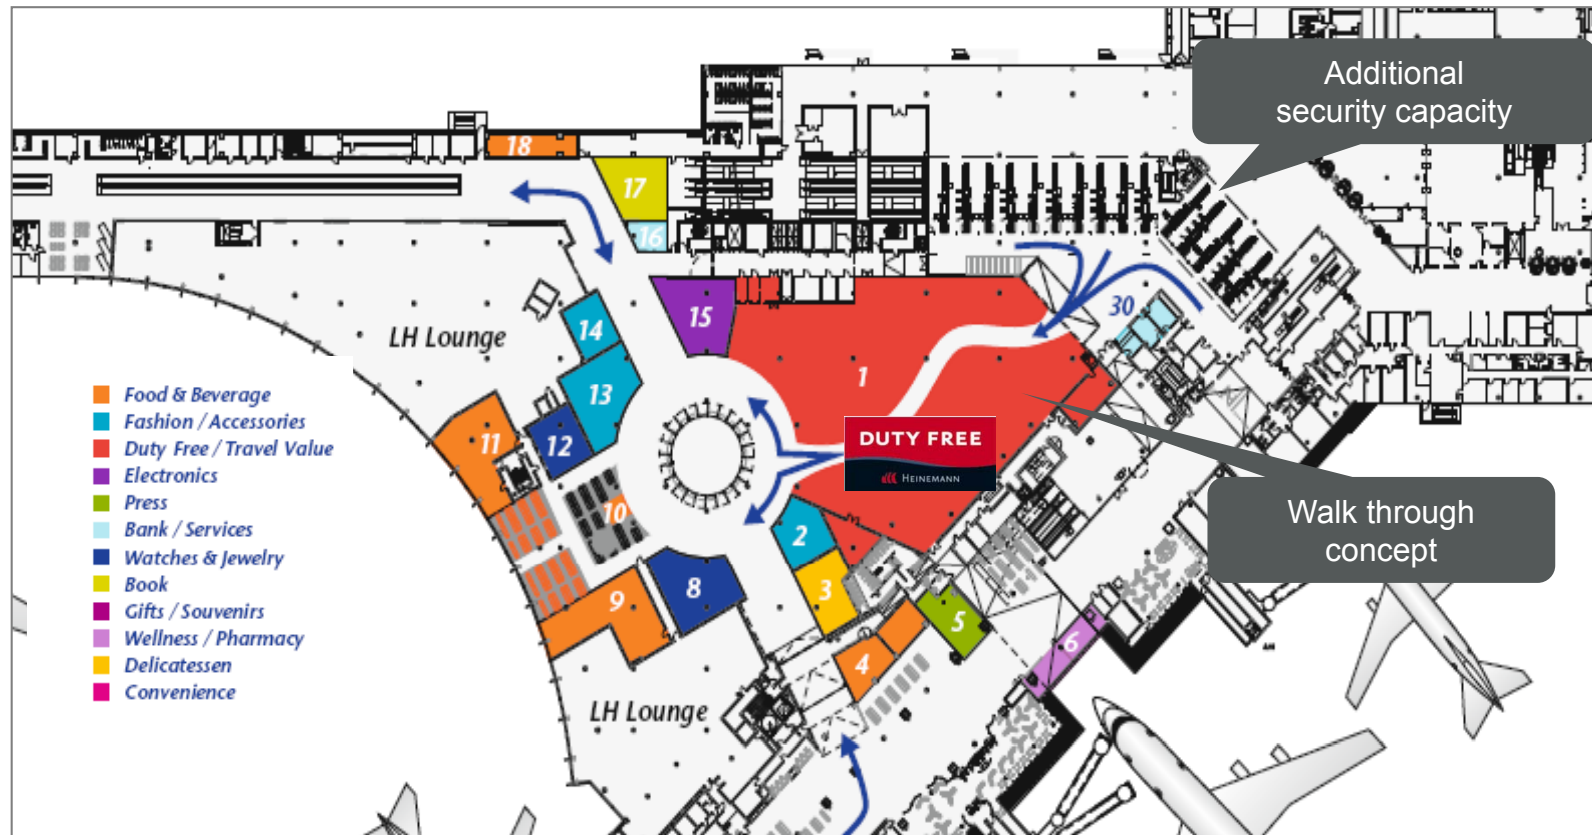 Additional
security capacity
18
17
16
15
30
14
LH Lounge
13
1
Food & Beverage
Fashion / Accessories
Duty Free / Travel Value
Electronics
Press
Bank / Services
Watches & Jewelry
Book
Gifts / Souvenirs
Wellness / Pharmacy
Delicatessen
Convenience
11
12
DUTY FREE
HEINEMANN
10
2
Walk through
concept
8
3
9
5
6
4
LH Lounge